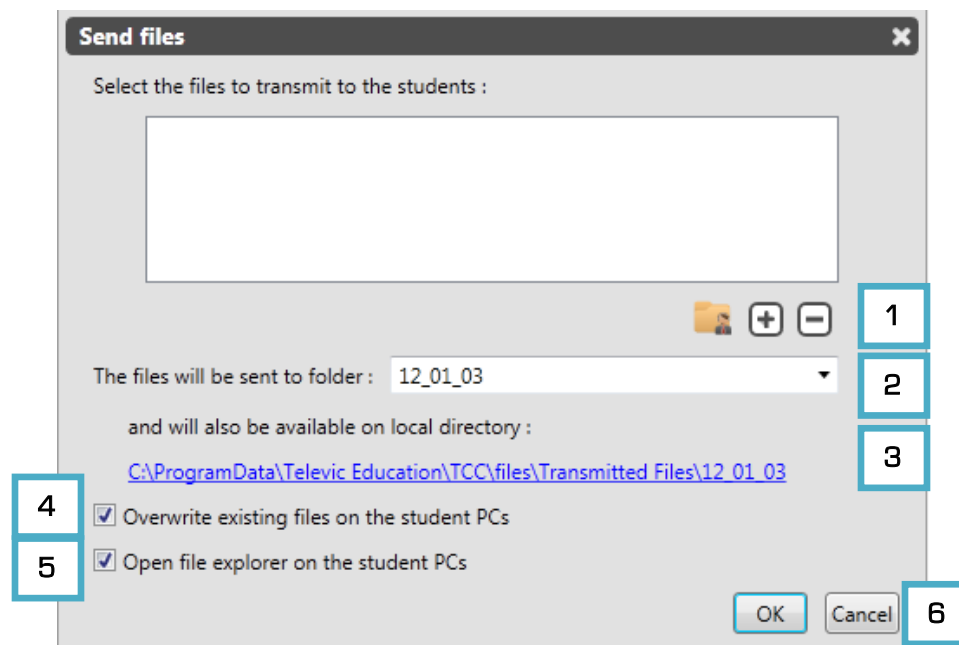 Send files
Select the files to transmit to the students :
1
The files will be sent to folder : 12_01_03
2
and will also be available on local directory :
3
C:\ProgramData\Televic Education\TCC\files\Transmitted Files\12_01_03
4
Overwrite existing files on the student PCs
5
Open file explorer on the student PCs
OK Cancel
6